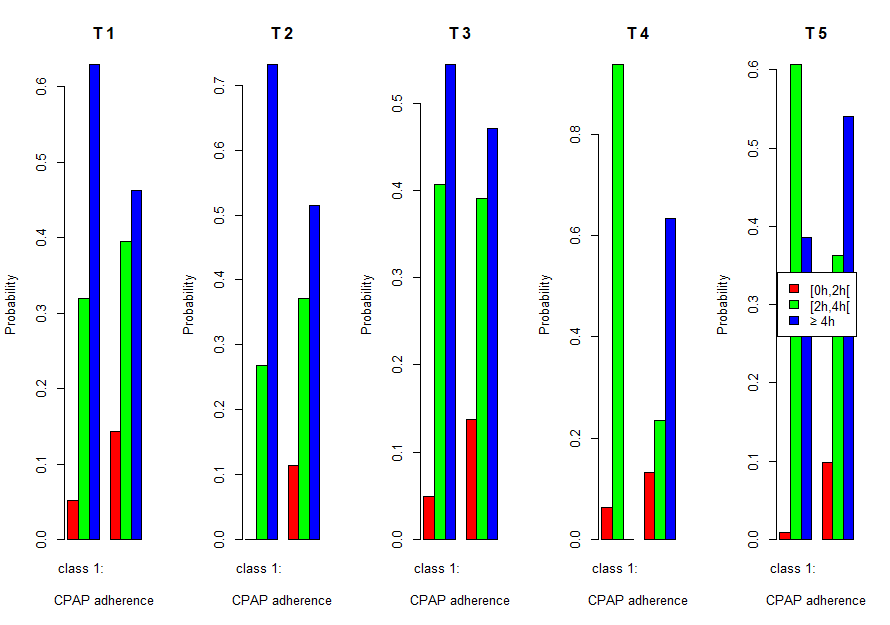 T 1
T 2
T 3
T 4
T 5
Probability
0.0
0.1
0.2
0.3
0.4
0.5
0.6
class 1:
CPAP adherence
Probability
0.0
0.1
0.2
0.3
0.4
0.5
0.6
0.7
class 1:
CPAP adherence
Probability
0.0
0.1
0.2
0.3
0.4
0.5
class 1:
CPAP adherence
Probability
0.0
0.2
0.4
0.6
0.8
class 1:
CPAP adherence
Probability
0.0
0.1
0.2
0.3
0.4
0.5
0.6
[0h,2h[
[2h,4h[
≥ 4h
class 1:
CPAP adherence